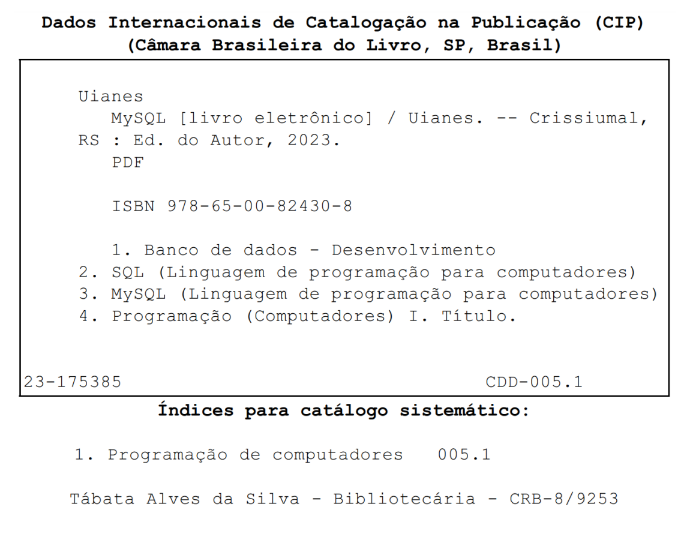 Dados Internacionais de Catalogação na Publicação (CIP)
(Câmara Brasileira do Livro, SP, Brasil)
Uianes
MySQL [livro eletrônico] / Uianes. -- Crissiumal,
RS : Ed. do Autor, 2023.
PDF
ISBN 978-65-00-82430-8
1. Banco de dados - Desenvolvimento
2. SQL (Linguagem de programação para computadores)
3. MySQL (Linguagem de programação para computadores)
4. Programação (Computadores) I. Título.
23-175385 CDD-005.1
Índices para catálogo sistemático:
1. Programação de computadores 005.1
Tábata Alves da Silva - Bibliotecária - CRB-8/9253